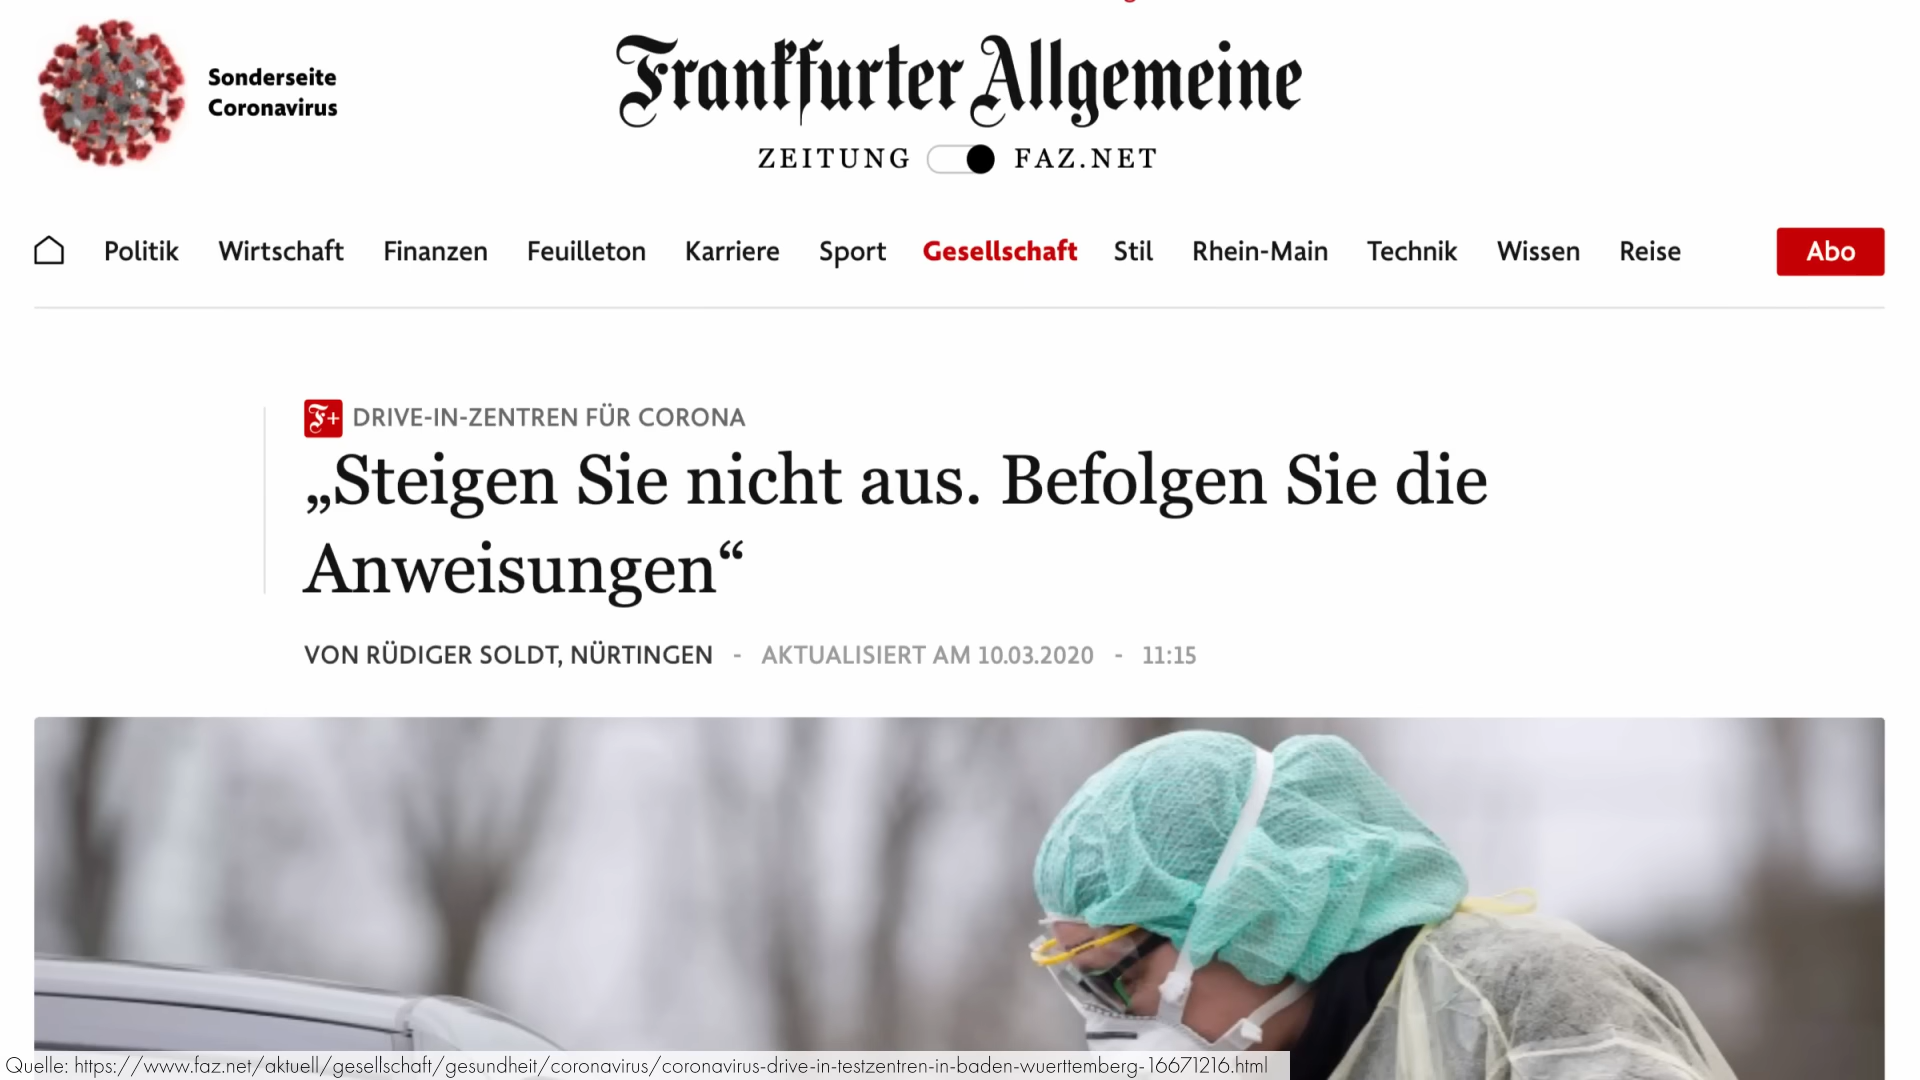 Sonderseite
Coronavirus
Frankfurter Allgemeine
ZEITUNG FAZ.NET
Politik Wirtschaft Finanzen Feuilleton Karriere Sport Gesellschaft Stil Rhein-Main Technik Wissen Reise Abo
F+ DRIVE-IN-ZENTREN FÜR CORONA
„Steigen Sie nicht aus. Befolgen Sie die
Anweisungen“
VON RÜDIGER SOLDT, NÜRTINGEN - AKTUALISIERT AM 10.03.2020 - 11:15
Quelle: https://www.faz.net/aktuell/gesellschaft/gesundheit/coronavirus/coronavirus-drive-in-testzentren-in-baden-wuerttemberg-16671216.html